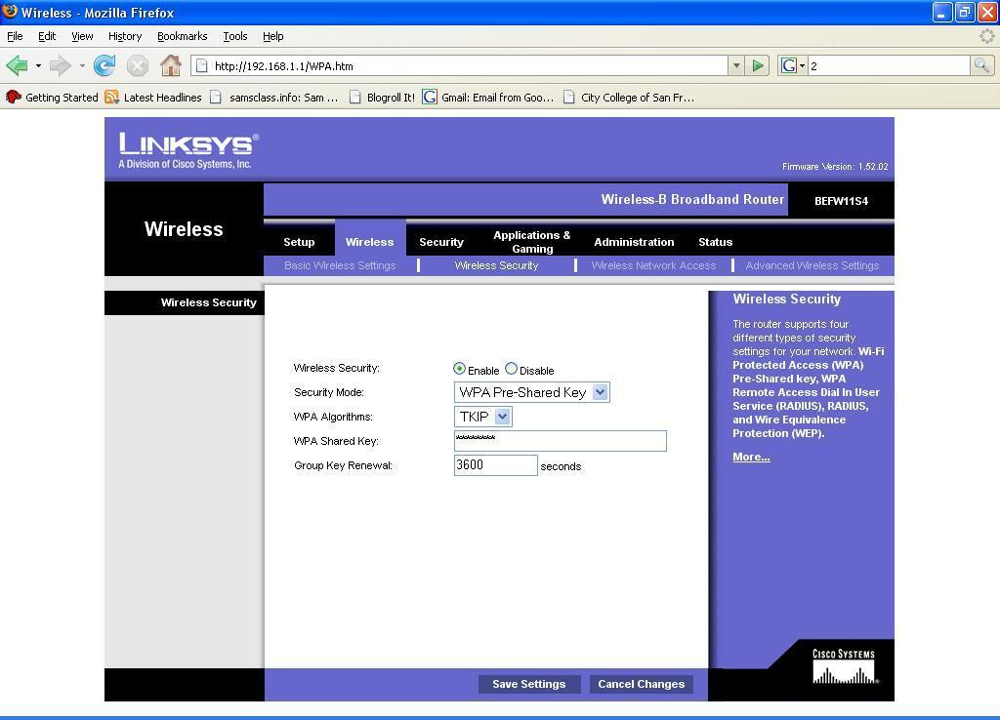 Wireless - Mozilla Firefox
File Edit View History Bookmarks Tools Help
http://192.168.1.1/WPA.htm
G 2
Getting Started Latest Headlines samsclass.info: Sam ... Blogroll It! G Gmail: Email from Goo... City College of San Fr...
LINKSYS®
A Division of Cisco Systems, Inc.
Firmware Version: 1.52.02
Wireless-B Broadband Router BEFW11S4
Wireless
Setup Wireless Security Applications & Gaming Administration Status
Basic Wireless Settings Wireless Security Wireless Network Access Advanced Wireless Settings
Wireless Security
Wireless Security: Enable Disable
Security Mode: WPA Pre-Shared Key
WPA Algorithms: TKIP
WPA Shared Key: *********
Group Key Renewal: 3600 seconds
Wireless Security
The router supports four
different types of security
settings for your network. Wi-Fi
Protected Access (WPA)
Pre-Shared key, WPA
Remote Access Dial In User
Service (RADIUS), RADIUS,
and Wire Equivalence
Protection (WEP).
More...
Save Settings Cancel Changes
CISCO SYSTEMS